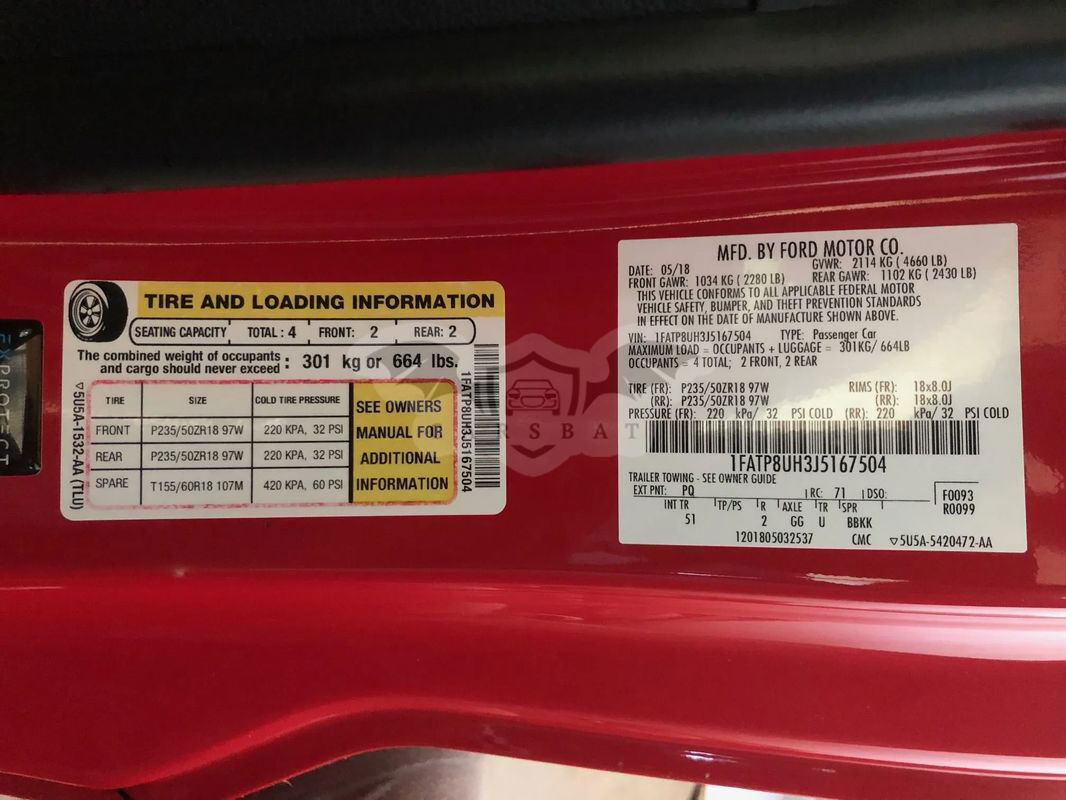 TIRE AND LOADING INFORMATION
SEATING CAPACITY TOTAL : 4 FRONT: 2 REAR: 2
The combined weight of occupants and cargo should never exceed : 301 kg or 664 lbs.
TIRE SIZE COLD TIRE PRESSURE
FRONT P235/50ZR18 97W 220 KPA, 32 PSI
REAR P235/50ZR18 97W 220 KPA, 32 PSI
SPARE T155/60R18 107M 420 KPA, 60 PSI
SEE OWNERS
MANUAL FOR
ADDITIONAL
INFORMATION
5U5A-1532-AA (TLU)
1FATP8UH3J5167504
MFD. BY FORD MOTOR CO.
DATE: 05/18 GVWR: 2114 KG ( 4660 LB)
FRONT GAWR: 1034 KG ( 2280 LB) REAR GAWR: 1102 KG ( 2430 LB)
THIS VEHICLE CONFORMS TO ALL APPLICABLE FEDERAL MOTOR
VEHICLE SAFETY, BUMPER, AND THEFT PREVENTION STANDARDS
IN EFFECT ON THE DATE OF MANUFACTURE SHOWN ABOVE.
VIN: 1FATP8UH3J5167504 TYPE: Passenger Car
MAXIMUM LOAD = OCCUPANTS + LUGGAGE = 301KG/ 664LB
OCCUPANTS = 4 TOTAL; 2 FRONT, 2 REAR
TIRE (FR): P235/50ZR18 97W RIMS (FR): 18x8.0J
(RR): P235/50ZR18 97W (RR): 18x8.0J
PRESSURE (FR): 220 kPa/ 32 PSI COLD (RR): 220 kPa/ 32 PSI COLD
1FATP8UH3J5167504
TRAILER TOWING - SEE OWNER GUIDE
EXT PNT: PQ RC: 71 DSO: F0093
R0099
INT TR TP/PS R AXLE TR SPR
51 2 GG U BBKK
1201805032537 CMC 5U5A-5420472-AA